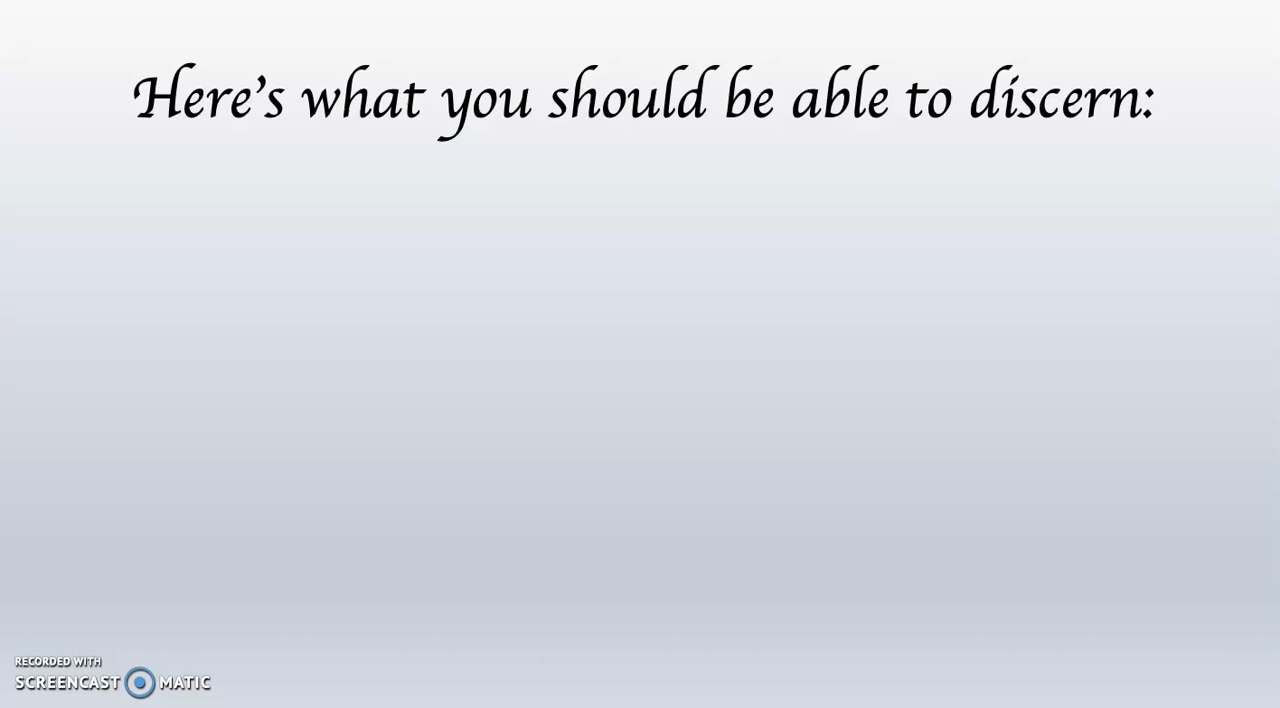 Here's what you should be able to discern:
RECORDED WITH
SCREENCAST MATIC